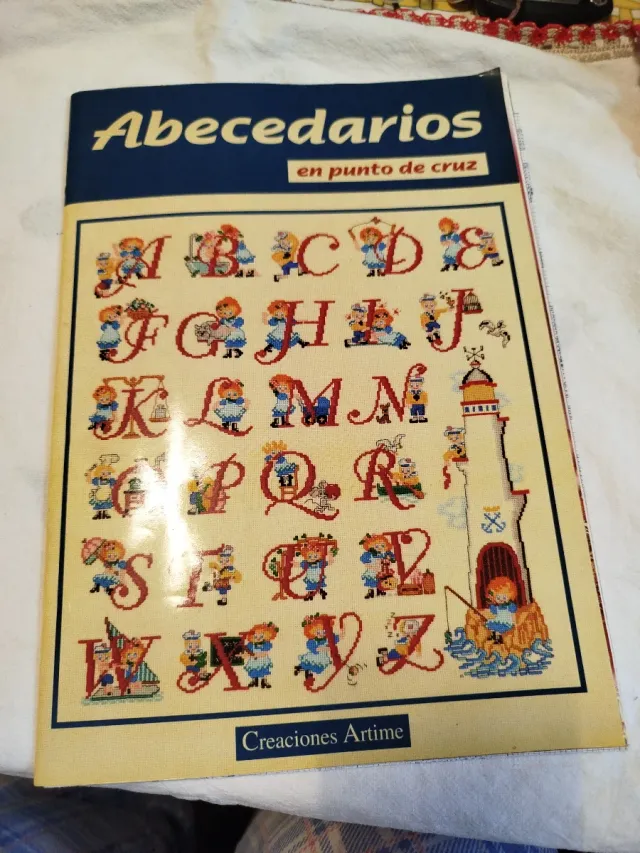 Abecedarios
en punto de cruz
A B C D E
F G H I J
K L M N
O P Q R
S T U V
W X Y Z
Creaciones Artime